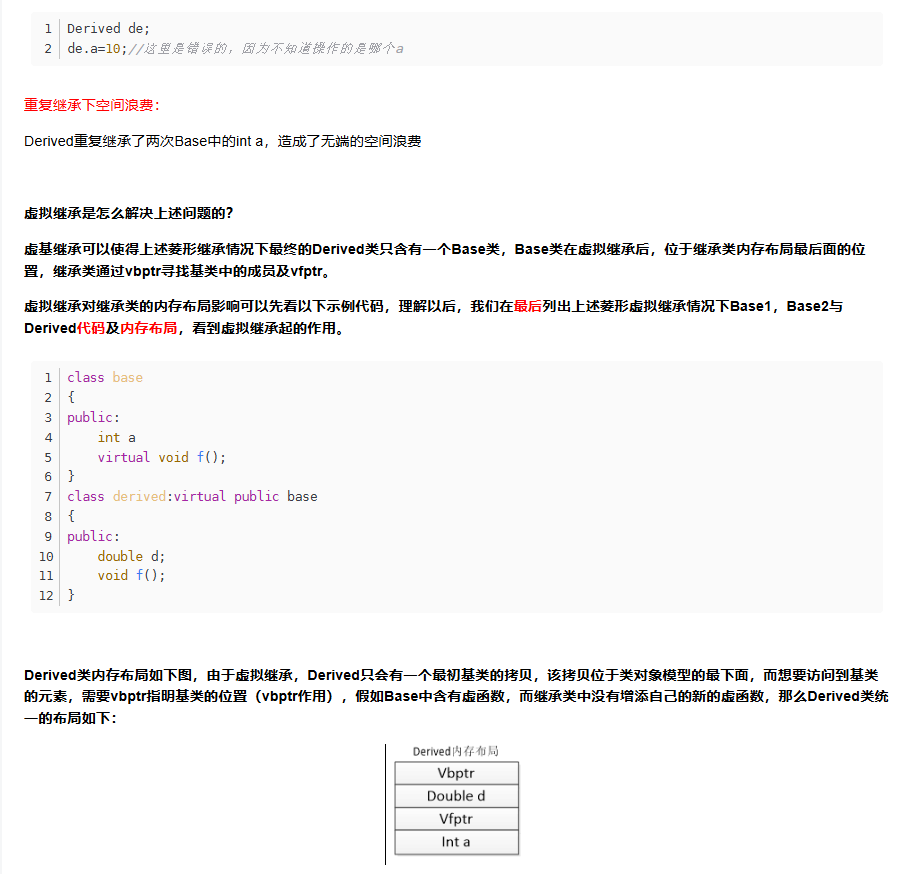 1 Derived de;
2 de.a=10;//这里是错误的，因为不知道操作的是哪个a
重复继承下空间浪费：
Derived重复继承了两次Base中的int a，造成了无端的空间浪费
虚拟继承是怎么解决上述问题的？
虚基继承可以使得上述菱形继承情况下最终的Derived类只含有一个Base类，Base类在虚拟继承后，位于继承类内存布局最后面的位
置，继承类通过vbptr寻找基类中的成员及vfptr。
虚拟继承对继承类的内存布局影响可以先看以下示例代码，理解以后，我们在最后列出上述菱形虚拟继承情况下Base1，Base2与
Derived代码及内存布局，看到虚拟继承起的作用。
1 class base
2 {
3 public:
4     int a
5     virtual void f();
6 }
7 class derived:virtual public base
8 {
9 public:
10     double d;
11     void f();
12 }
Derived类内存布局如下图，由于虚拟继承，Derived只会有一个最初基类的拷贝，该拷贝位于类对象模型的最下面，而想要访问到基类
的元素，需要vbptr指明基类的位置（vbptr作用），假如Base中含有虚函数，而继承类中没有增添自己的新的虚函数，那么Derived类统
一的布局如下：
Derived内存布局
Vbptr
Double d
Vfptr
Int a